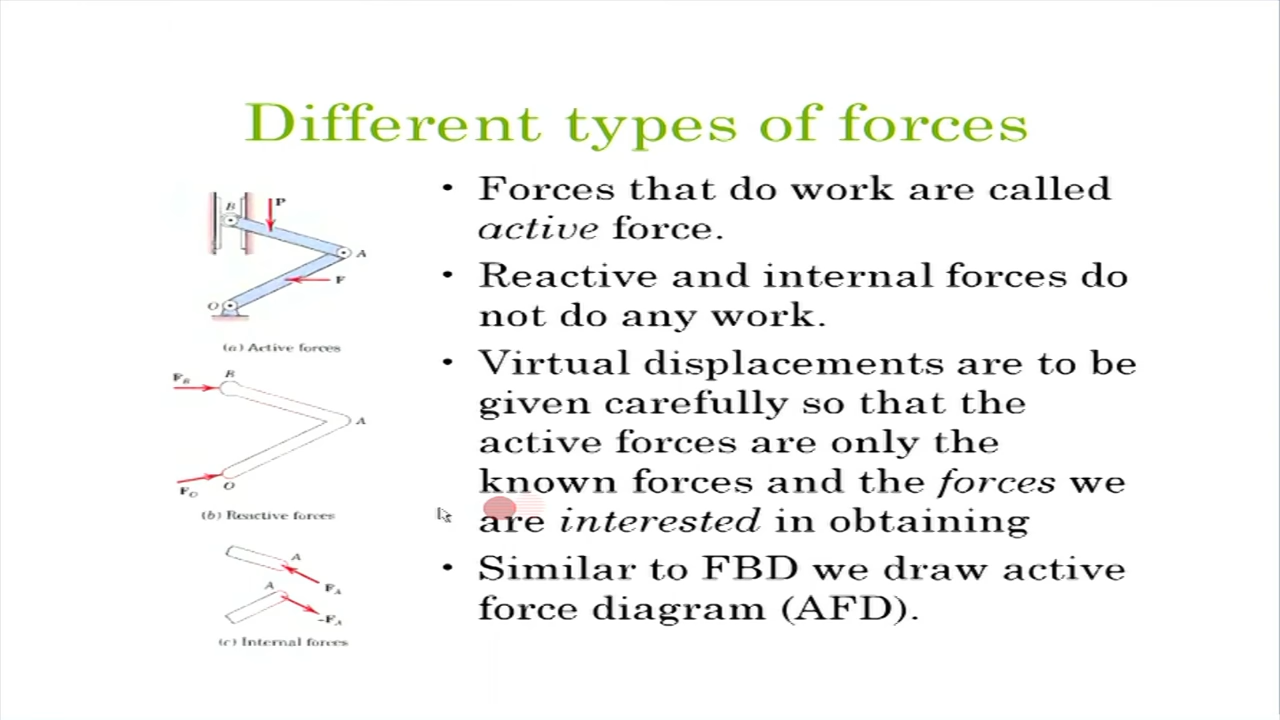 Different types of forces
• Forces that do work are called
active force.
• Reactive and internal forces do
not do any work.
• Virtual displacements are to be
given carefully so that the
active forces are only the
known forces and the forces we
are interested in obtaining
• Similar to FBD we draw active
force diagram (AFD).
B
P
A
F
O
(a) Active forces
F_B
B
A
F_O
O
(b) Reactive forces
A
F_A
A
-F_A
(c) Internal forces